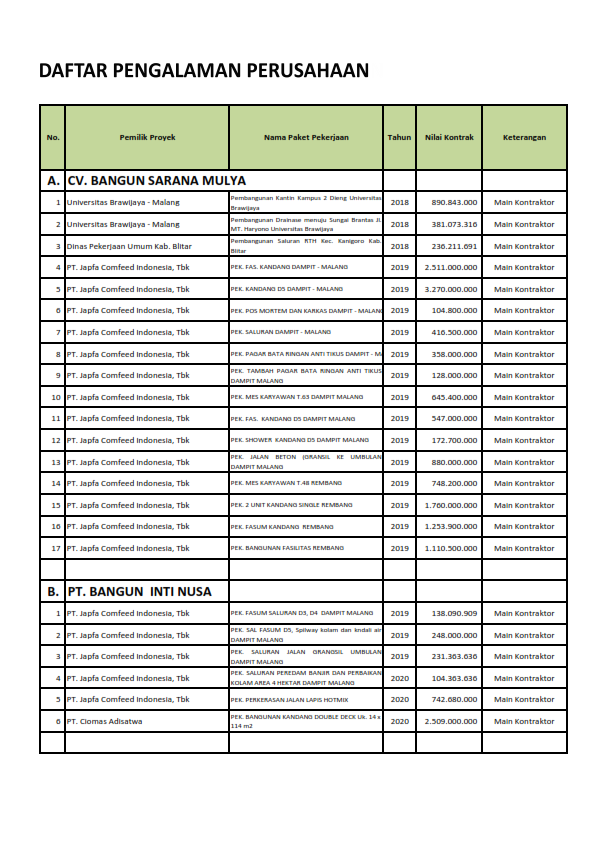 DAFTAR PENGALAMAN PERUSAHAAN
No. Pemilik Proyek Nama Paket Pekerjaan Tahun Nilai Kontrak Keterangan
A. CV. BANGUN SARANA MULYA
1 Universitas Brawijaya - Malang Pembangunan Kantin Kampus 2 Dieng Universitas 2018 890.843.000 Main Kontraktor
Brawijaya
2 Universitas Brawijaya - Malang Pembangunan Drainase menuju Sungai Brantas Jl. 2018 381.073.316 Main Kontraktor
MT. Haryono Universitas Brawijaya
3 Dinas Pekerjaan Umum Kab. Blitar Pembangunan Saluran RTH Kec. Kanigoro Kab. 2018 236.211.691 Main Kontraktor
Blitar
4 PT. Japfa Comfeed Indonesia, Tbk PEK. FAS. KANDANG DAMPIT - MALANG 2019 2.511.000.000 Main Kontraktor
5 PT. Japfa Comfeed Indonesia, Tbk PEK. KANDANG D5 DAMPIT - MALANG 2019 3.270.000.000 Main Kontraktor
6 PT. Japfa Comfeed Indonesia, Tbk PEK. POS MORTEM DAN KARKAS DAMPIT - MALANG 2019 104.800.000 Main Kontraktor
7 PT. Japfa Comfeed Indonesia, Tbk PEK. SALURAN DAMPIT - MALANG 2019 416.500.000 Main Kontraktor
8 PT. Japfa Comfeed Indonesia, Tbk PEK. PAGAR BATA RINGAN ANTI TIKUS DAMPIT - MA 2019 358.000.000 Main Kontraktor
9 PT. Japfa Comfeed Indonesia, Tbk PEK. TAMBAH PAGAR BATA RINGAN ANTI TIKUS 2019 128.000.000 Main Kontraktor
DAMPIT MALANG
10 PT. Japfa Comfeed Indonesia, Tbk PEK. MES KARYAWAN T.63 DAMPIT MALANG 2019 645.400.000 Main Kontraktor
11 PT. Japfa Comfeed Indonesia, Tbk PEK. FAS. KANDANG D5 DAMPIT MALANG 2019 547.000.000 Main Kontraktor
12 PT. Japfa Comfeed Indonesia, Tbk PEK. SHOWER KANDANG D5 DAMPIT MALANG 2019 172.700.000 Main Kontraktor
13 PT. Japfa Comfeed Indonesia, Tbk PEK. JALAN BETON (GRANSIL KE UMBULAN 2019 880.000.000 Main Kontraktor
DAMPIT MALANG
14 PT. Japfa Comfeed Indonesia, Tbk PEK. MES KARYAWAN T.48 REMBANG 2019 748.200.000 Main Kontraktor
15 PT. Japfa Comfeed Indonesia, Tbk PEK. 2 UNIT KANDANG SINGLE REMBANG 2019 1.760.000.000 Main Kontraktor
16 PT. Japfa Comfeed Indonesia, Tbk PEK. FASUM KANDANG REMBANG 2019 1.253.900.000 Main Kontraktor
17 PT. Japfa Comfeed Indonesia, Tbk PEK. BANGUNAN FASILITAS REMBANG 2019 1.110.500.000 Main Kontraktor
B. PT. BANGUN INTI NUSA
1 PT. Japfa Comfeed Indonesia, Tbk PEK. FASUM SALURAN D3, D4 DAMPIT MALANG 2019 138.090.909 Main Kontraktor
2 PT. Japfa Comfeed Indonesia, Tbk PEK. SAL FASUM D5, Spilway kolam dan kndali air 2019 248.000.000 Main Kontraktor
DAMPIT MALANG
3 PT. Japfa Comfeed Indonesia, Tbk PEK. SALURAN JALAN GRANGSIL UMBULAN 2019 231.363.636 Main Kontraktor
DAMPIT MALANG
4 PT. Japfa Comfeed Indonesia, Tbk PEK. SALURAN PEREDAM BANJIR DAN PERBAIKAN 2020 104.363.636 Main Kontraktor
KOLAM AREA 4 HEKTAR DAMPIT MALANG
5 PT. Japfa Comfeed Indonesia, Tbk PEK. PERKERASAN JALAN LAPIS HOTMIX 2020 742.680.000 Main Kontraktor
6 PT. Ciomas Adisatwa PEK. BANGUNAN KANDANG DOUBLE DECK Uk. 14 x 2020 2.509.000.000 Main Kontraktor
114 m2